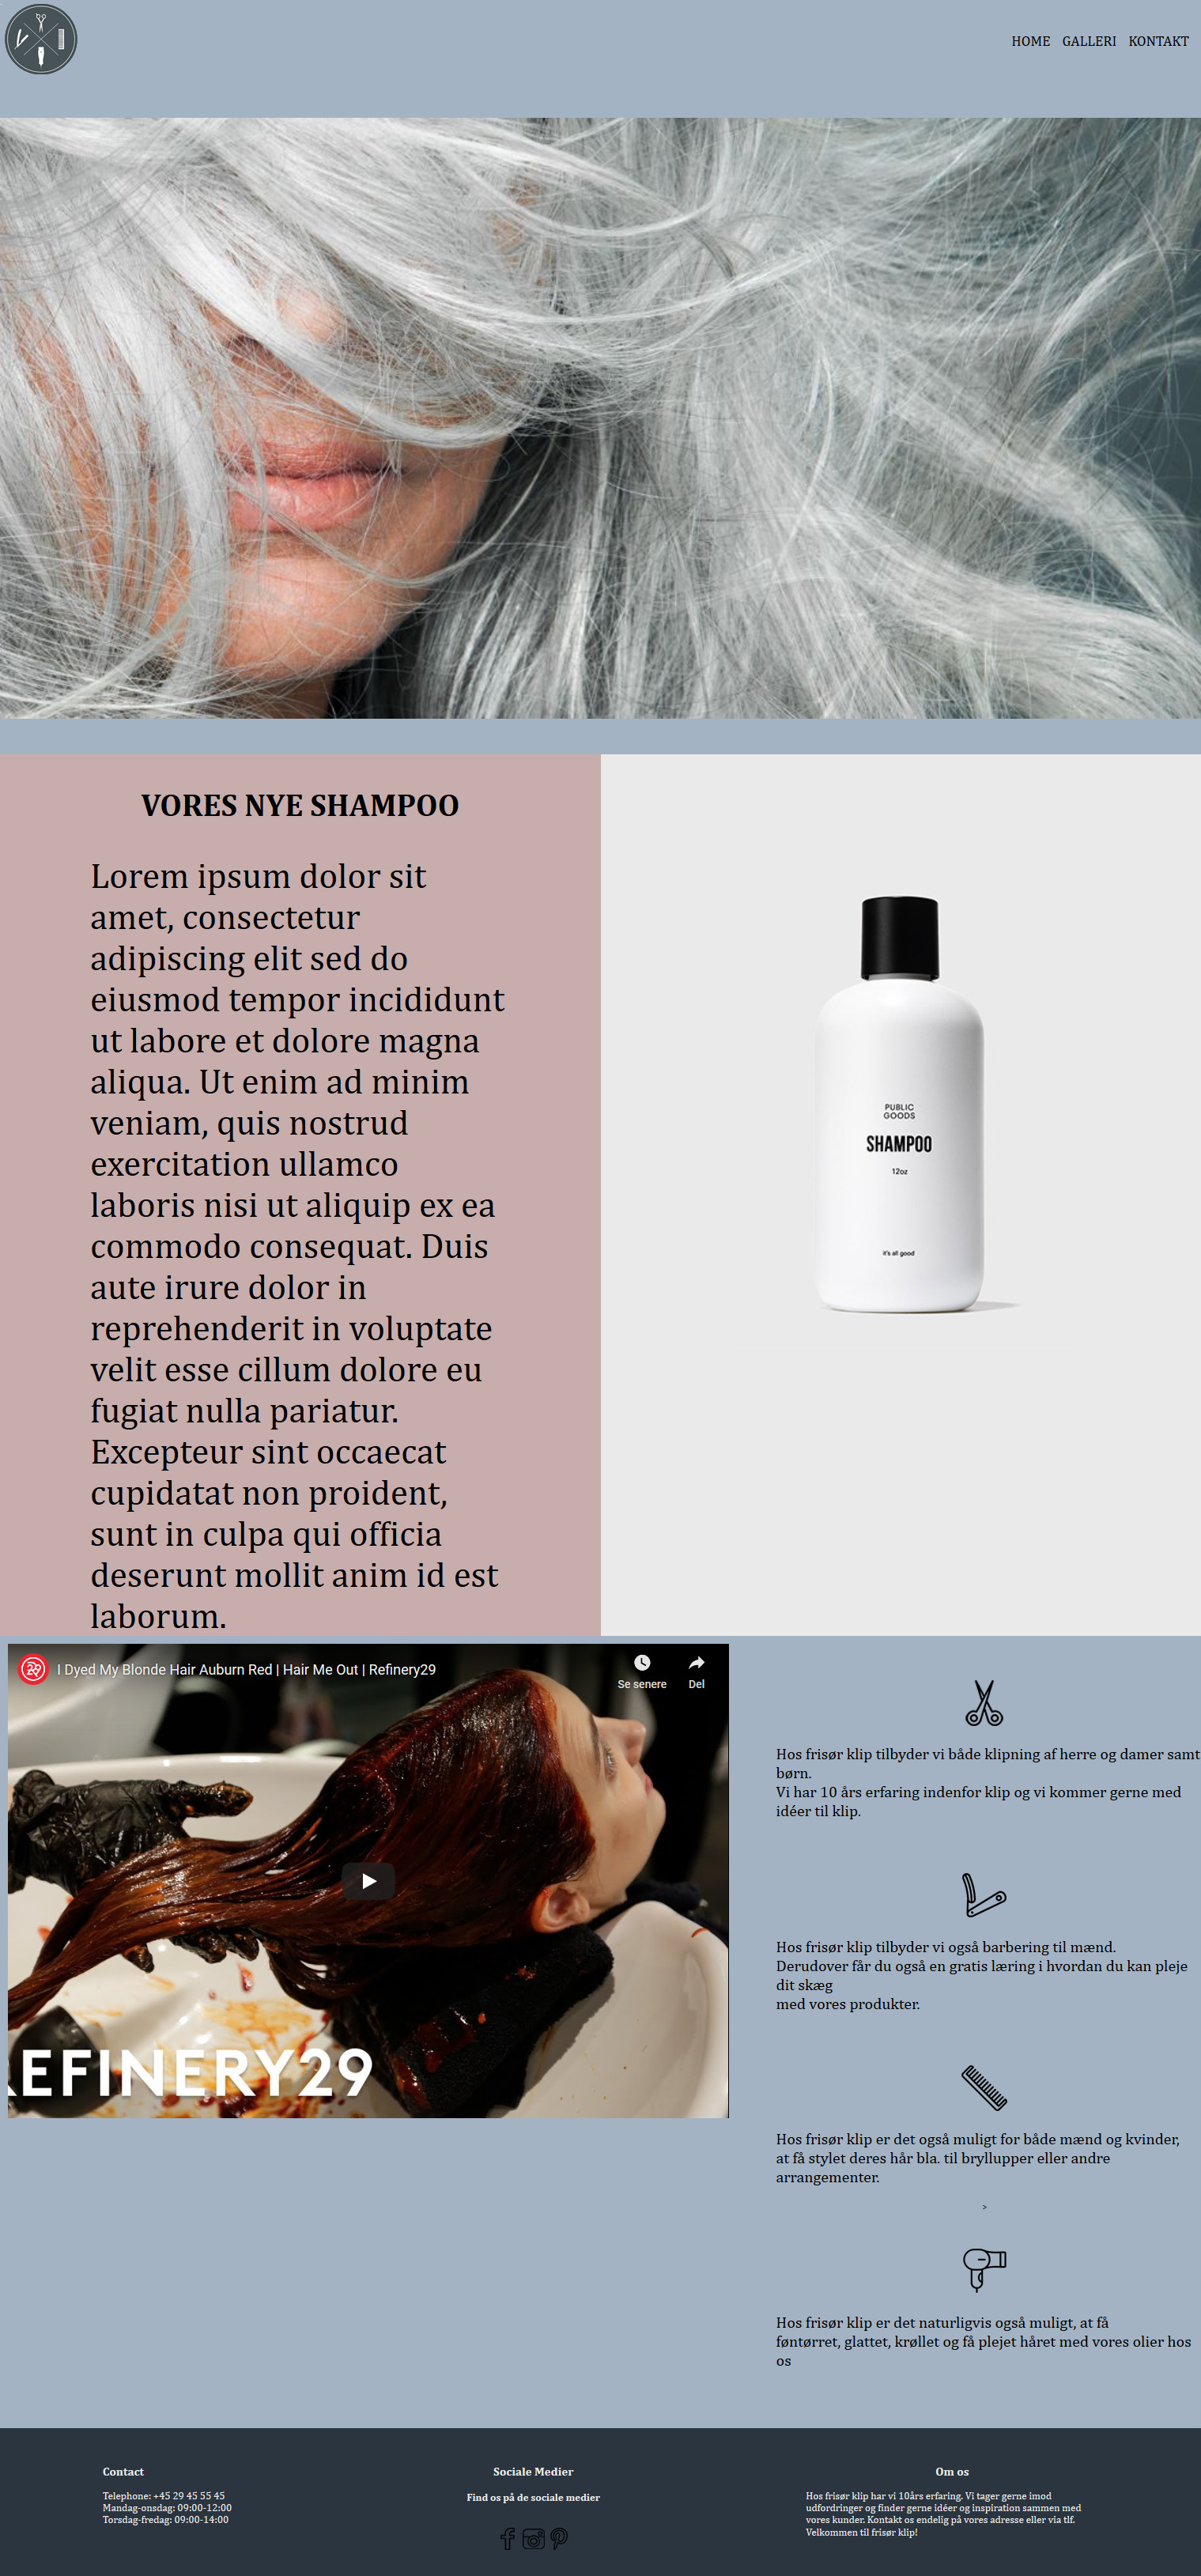 HOME GALLERI KONTAKT
VORES NYE SHAMPOO
Lorem ipsum dolor sit
amet, consectetur
adipiscing elit sed do
eiusmod tempor incididunt
ut labore et dolore magna
aliqua. Ut enim ad minim
veniam, quis nostrud
exercitation ullamco
laboris nisi ut aliquip ex ea
commodo consequat. Duis
aute irure dolor in
reprehenderit in voluptate
velit esse cillum dolore eu
fugiat nulla pariatur.
Excepteur sint occaecat
cupidatat non proident,
sunt in culpa qui officia
deserunt mollit anim id est
laborum.
PUBLIC
GOODS
SHAMPOO
12oz
it's all good
29 I Dyed My Blonde Hair Auburn Red | Hair Me Out | Refinery29
Se senere Del
EFINERY29
Hos frisør klip tilbyder vi både klipning af herre og damer samt
børn.
Vi har 10 års erfaring indenfor klip og vi kommer gerne med
idéer til klip.
Hos frisør klip tilbyder vi også barbering til mænd.
Derudover får du også en gratis læring i hvordan du kan pleje
dit skæg
med vores produkter.
Hos frisør klip er det også muligt for både mænd og kvinder,
at få stylet deres hår bla. til bryllupper eller andre
arrangementer.
>
Hos frisør klip er det naturligvis også muligt, at få
føntørret, glattet, krøllet og få plejet håret med vores olier hos
os
Contact
Telephone: +45 29 45 55 45
Mandag-onsdag: 09:00-12:00
Torsdag-fredag: 09:00-14:00
Sociale Medier
Find os på de sociale medier
Om os
Hos frisør klip har vi 10års erfaring. Vi tager gerne imod
udfordringer og finder gerne idéer og inspiration sammen med
vores kunder. Kontakt os endelig på vores adresse eller via tlf.
Velkommen til frisør klip!